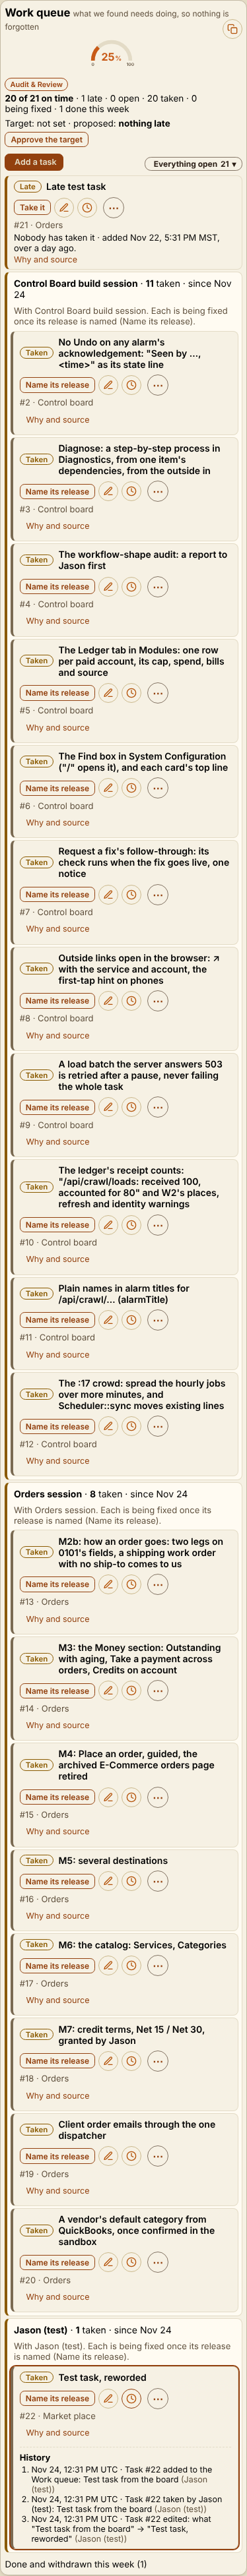 Work queue what we found needs doing, so nothing is
forgotten
25%
0 100
Audit & Review
20 of 21 on time · 1 late · 0 open · 20 taken · 0
being fixed · 1 done this week
Target: not set · proposed: nothing late
Approve the target
Add a task
Everything open 21 ▾
Late Late test task
Take it
#21 · Orders
Nobody has taken it · added Nov 22, 5:31 PM MST,
over a day ago.
Why and source
Control Board build session · 11 taken · since Nov
24
With Control Board build session. Each is being fixed
once its release is named (Name its release).
No Undo on any alarm's
Taken acknowledgement: "Seen by ...,
<time>" as its state line
Name its release
#2 · Control board
Why and source
Diagnose: a step-by-step process in
Taken Diagnostics, from one item's
dependencies, from the outside in
Name its release
#3 · Control board
Why and source
Taken The workflow-shape audit: a report to
Jason first
Name its release
#4 · Control board
Why and source
The Ledger tab in Modules: one row
Taken per paid account, its cap, spend, bills
and source
Name its release
#5 · Control board
Why and source
Taken The Find box in System Configuration
("/" opens it), and each card's top line
Name its release
#6 · Control board
Why and source
Request a fix's follow-through: its
Taken check runs when the fix goes live, one
notice
Name its release
#7 · Control board
Why and source
Outside links open in the browser: ↗
Taken with the service and account, the
first-tap hint on phones
Name its release
#8 · Control board
Why and source
A load batch the server answers 503
Taken is retried after a pause, never failing
the whole task
Name its release
#9 · Control board
Why and source
The ledger's receipt counts:
"/api/crawl/loads: received 100,
Taken accounted for 80" and W2's places,
refresh and identity warnings
Name its release
#10 · Control board
Why and source
Taken Plain names in alarm titles for
/api/crawl/... (alarmTitle)
Name its release
#11 · Control board
Why and source
The :17 crowd: spread the hourly jobs
Taken over more minutes, and
Scheduler::sync moves existing lines
Name its release
#12 · Control board
Why and source
Orders session · 8 taken · since Nov 24
With Orders session. Each is being fixed once its
release is named (Name its release).
M2b: how an order goes: two legs on
Taken 0101's fields, a shipping work order
with no ship-to comes to us
Name its release
#13 · Orders
Why and source
M3: the Money section: Outstanding
Taken with aging, Take a payment across
orders, Credits on account
Name its release
#14 · Orders
Why and source
M4: Place an order, guided, the
Taken archived E-Commerce orders page
retired
Name its release
#15 · Orders
Why and source
Taken M5: several destinations
Name its release
#16 · Orders
Why and source
Taken M6: the catalog: Services, Categories
Name its release
#17 · Orders
Why and source
Taken M7: credit terms, Net 15 / Net 30,
granted by Jason
Name its release
#18 · Orders
Why and source
Taken Client order emails through the one
dispatcher
Name its release
#19 · Orders
Why and source
A vendor's default category from
Taken QuickBooks, once confirmed in the
sandbox
Name its release
#20 · Orders
Why and source
Jason (test) · 1 taken · since Nov 24
With Jason (test). Each is being fixed once its release
is named (Name its release).
Taken Test task, reworded
Name its release
#22 · Market place
Why and source
History
1. Nov 24, 12:31 PM UTC · Task #22 added to the
Work queue: Test task from the board (Jason
(test))
2. Nov 24, 12:31 PM UTC · Task #22 taken by Jason
(test): Test task from the board (Jason (test))
3. Nov 24, 12:31 PM UTC · Task #22 edited: what
"Test task from the board" → "Test task,
reworded" (Jason (test))
Done and withdrawn this week (1)